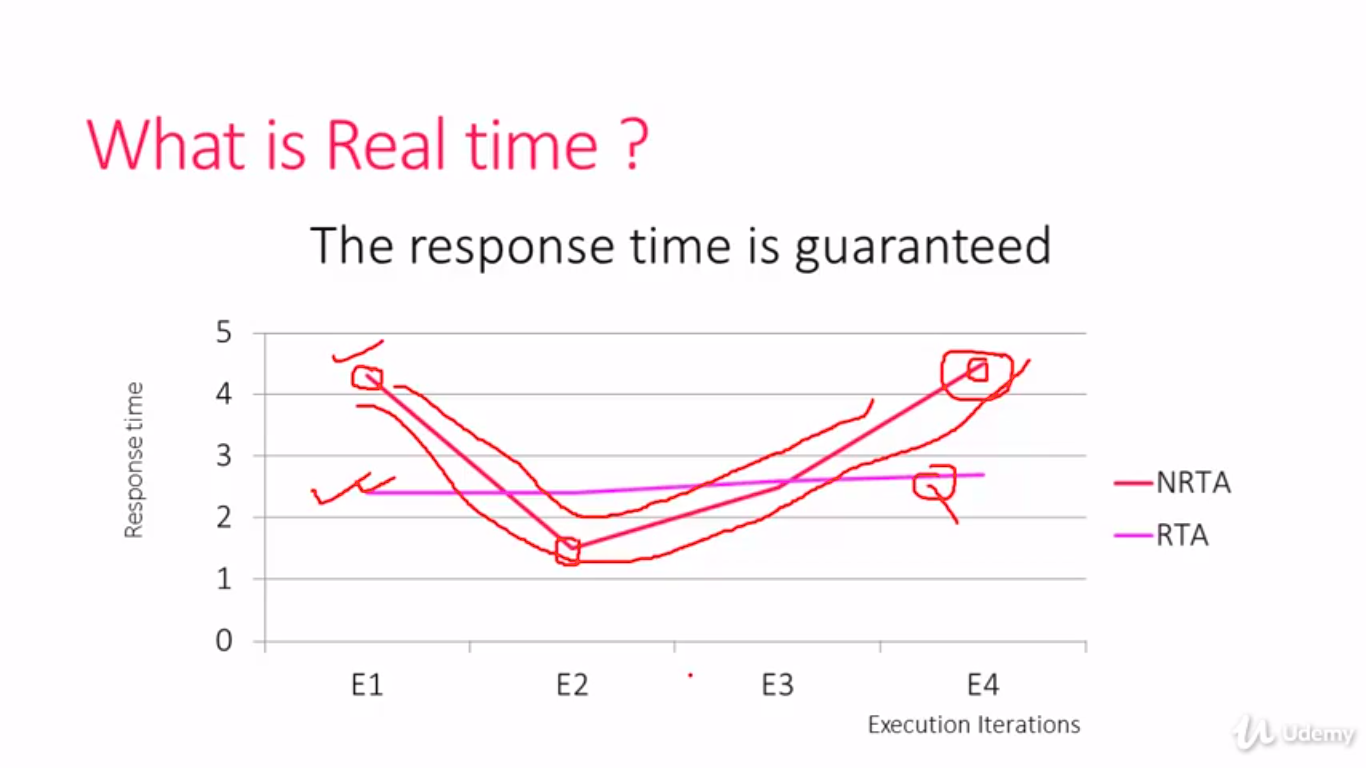 What is Real time ?
The response time is guaranteed
5
4
3
2
1
0
Response time
E1 E2 E3 E4
Execution Iterations
NRTA
RTA
Udemy